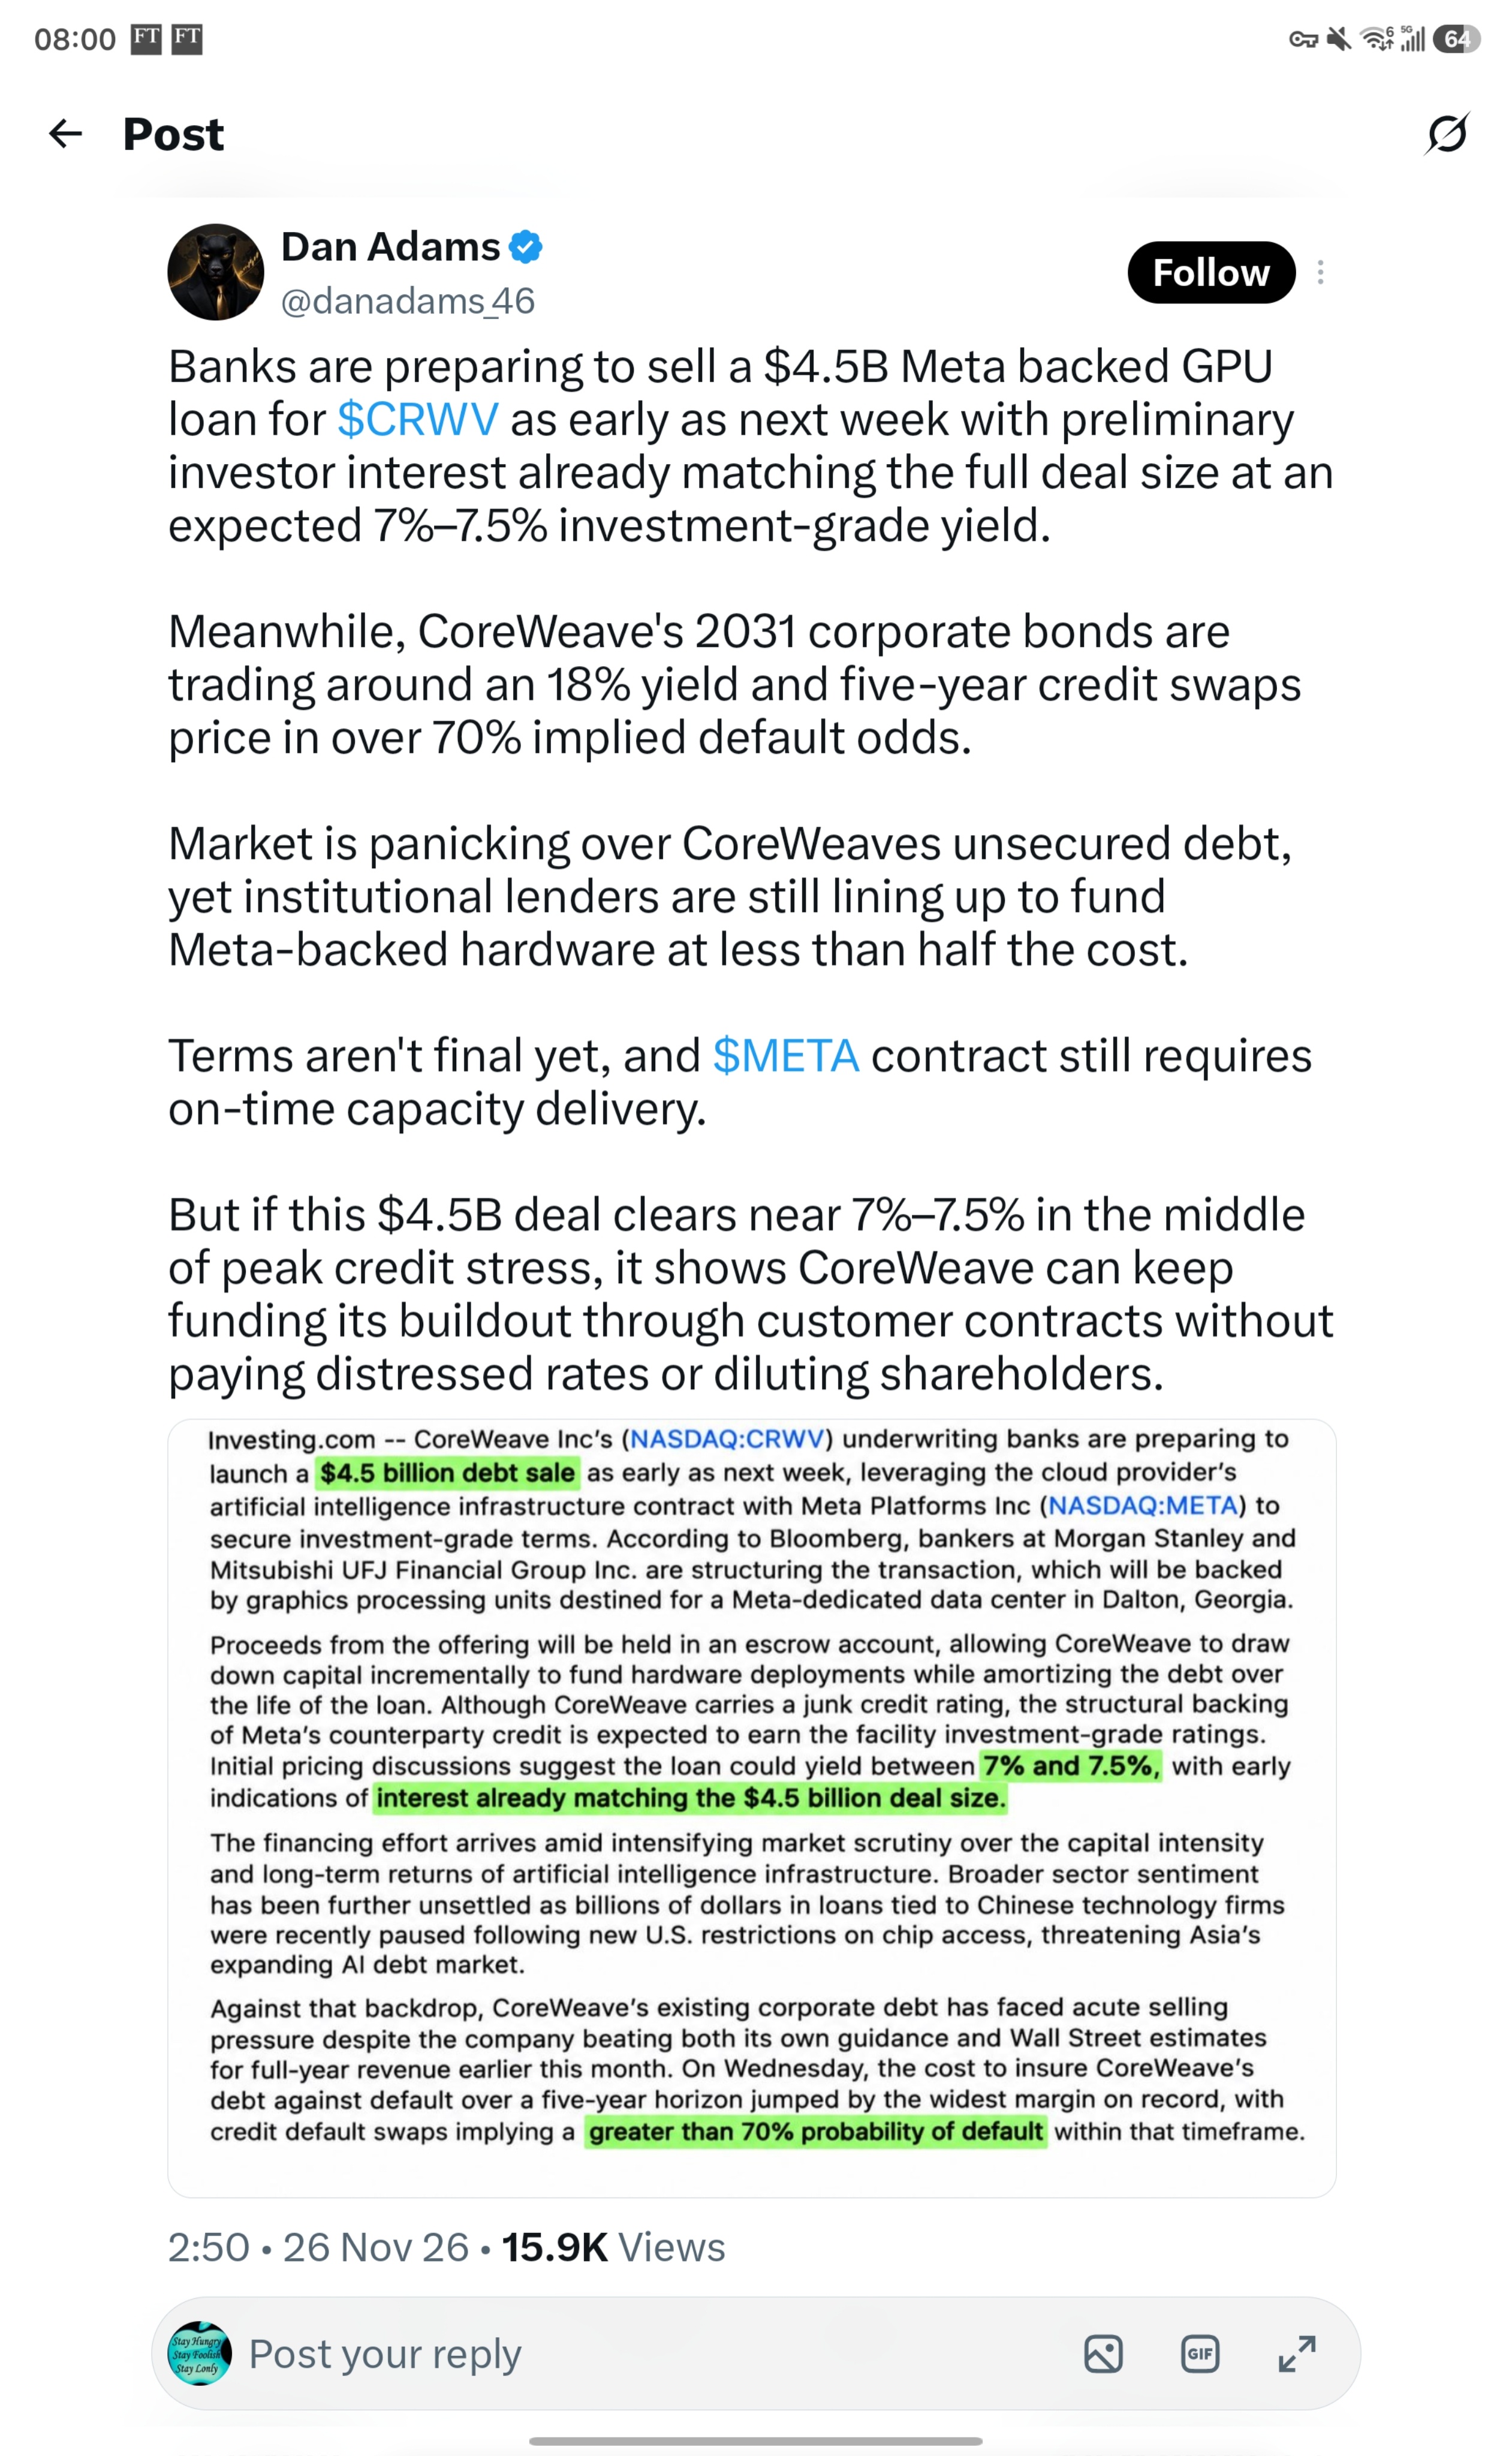 08:00 FT FT 6 5G 64
Post
Dan Adams
@danadams_46
Follow
Banks are preparing to sell a $4.5B Meta backed GPU
loan for $CRWV as early as next week with preliminary
investor interest already matching the full deal size at an
expected 7%–7.5% investment-grade yield.
Meanwhile, CoreWeave's 2031 corporate bonds are
trading around an 18% yield and five-year credit swaps
price in over 70% implied default odds.
Market is panicking over CoreWeaves unsecured debt,
yet institutional lenders are still lining up to fund
Meta-backed hardware at less than half the cost.
Terms aren't final yet, and $META contract still requires
on-time capacity delivery.
But if this $4.5B deal clears near 7%–7.5% in the middle
of peak credit stress, it shows CoreWeave can keep
funding its buildout through customer contracts without
paying distressed rates or diluting shareholders.
Investing.com -- CoreWeave Inc's (NASDAQ:CRWV) underwriting banks are preparing to
launch a $4.5 billion debt sale as early as next week, leveraging the cloud provider's
artificial intelligence infrastructure contract with Meta Platforms Inc (NASDAQ:META) to
secure investment-grade terms. According to Bloomberg, bankers at Morgan Stanley and
Mitsubishi UFJ Financial Group Inc. are structuring the transaction, which will be backed
by graphics processing units destined for a Meta-dedicated data center in Dalton, Georgia.
Proceeds from the offering will be held in an escrow account, allowing CoreWeave to draw
down capital incrementally to fund hardware deployments while amortizing the debt over
the life of the loan. Although CoreWeave carries a junk credit rating, the structural backing
of Meta's counterparty credit is expected to earn the facility investment-grade ratings.
Initial pricing discussions suggest the loan could yield between 7% and 7.5%, with early
indications of interest already matching the $4.5 billion deal size.
The financing effort arrives amid intensifying market scrutiny over the capital intensity
and long-term returns of artificial intelligence infrastructure. Broader sector sentiment
has been further unsettled as billions of dollars in loans tied to Chinese technology firms
were recently paused following new U.S. restrictions on chip access, threatening Asia's
expanding AI debt market.
Against that backdrop, CoreWeave's existing corporate debt has faced acute selling
pressure despite the company beating both its own guidance and Wall Street estimates
for full-year revenue earlier this month. On Wednesday, the cost to insure CoreWeave's
debt against default over a five-year horizon jumped by the widest margin on record, with
credit default swaps implying a greater than 70% probability of default within that timeframe.
2:50 • 26 Nov 26 • 15.9K Views
Stay Hungry
Stay Foolish
Stay Lonly
Post your reply
GIF